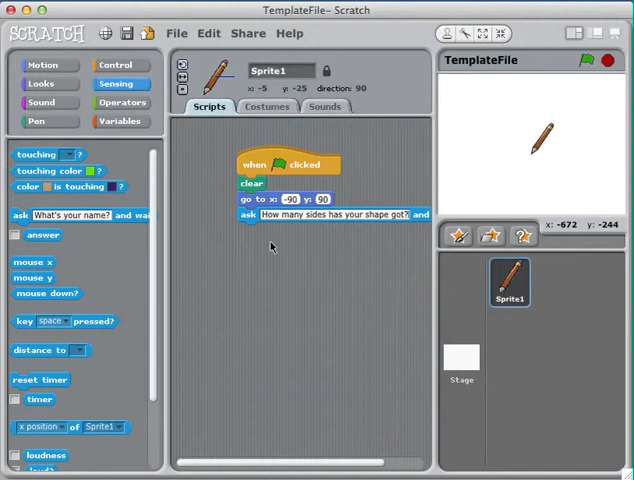 TemplateFile- Scratch
SCRATCH File Edit Share Help
Motion Control
Looks Sensing
Sound Operators
Pen Variables
touching ?
touching color ?
color is touching ?
ask What's your name? and wai
answer
mouse x
mouse y
mouse down?
key space pressed?
distance to
reset timer
timer
x position of Sprite1
loudness
loud?
Sprite1
x: -5 y: -25 direction: 90
Scripts Costumes Sounds
when clicked
clear
go to x: -90 y: 90
ask How many sides has your shape got? and
TemplateFile
x: -672 y: -244
Sprite1
Stage